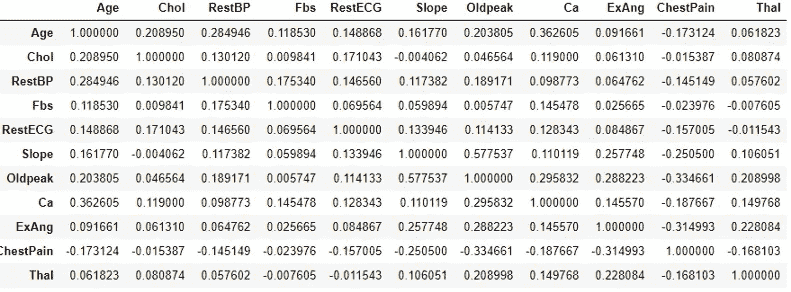 Age Chol RestBP Fbs RestECG Slope Oldpeak Ca ExAng ChestPain Thal
Age 1.000000 0.208950 0.284946 0.118530 0.148868 0.161770 0.203805 0.362605 0.091661 -0.173124 0.061823
Chol 0.208950 1.000000 0.130120 0.009841 0.171043 -0.004062 0.046564 0.119000 0.061310 -0.015387 0.080874
RestBP 0.284946 0.130120 1.000000 0.175340 0.146560 0.117382 0.189171 0.098773 0.064762 -0.145149 0.057602
Fbs 0.118530 0.009841 0.175340 1.000000 0.069564 0.059894 0.005747 0.145478 0.025665 -0.023976 -0.007605
RestECG 0.148868 0.171043 0.146560 0.069564 1.000000 0.133946 0.114133 0.128343 0.084867 -0.157005 -0.011543
Slope 0.161770 -0.004062 0.117382 0.059894 0.133946 1.000000 0.577537 0.110119 0.257748 -0.250500 0.106051
Oldpeak 0.203805 0.046564 0.189171 0.005747 0.114133 0.577537 1.000000 0.295832 0.288223 -0.334661 0.208998
Ca 0.362605 0.119000 0.098773 0.145478 0.128343 0.110119 0.295832 1.000000 0.145570 -0.187667 0.149768
ExAng 0.091661 0.061310 0.064762 0.025665 0.084867 0.257748 0.288223 0.145570 1.000000 -0.314993 0.228084
ChestPain -0.173124 -0.015387 -0.145149 -0.023976 -0.157005 -0.250500 -0.334661 -0.187667 -0.314993 1.000000 -0.168103
Thal 0.061823 0.080874 0.057602 -0.007605 -0.011543 0.106051 0.208998 0.149768 0.228084 -0.168103 1.000000